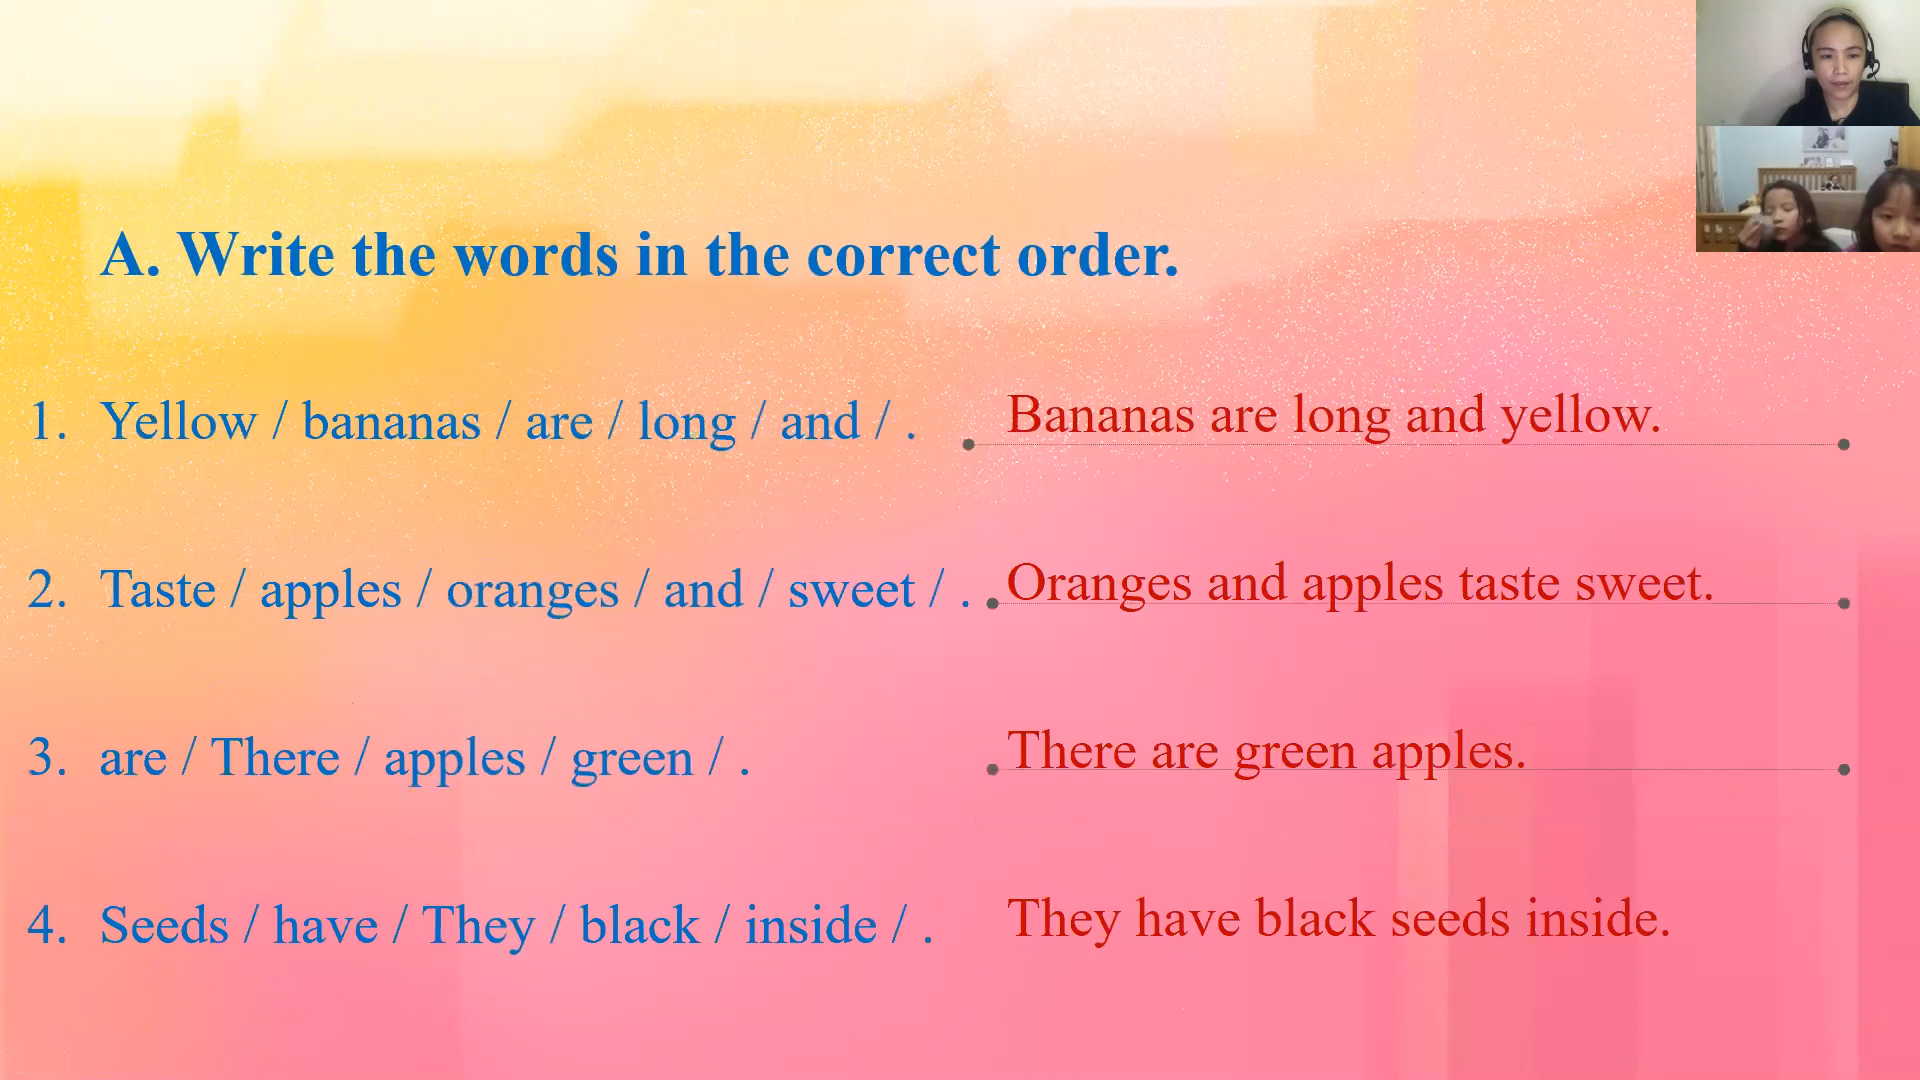 A. Write the words in the correct order.
1. Yellow / bananas / are / long / and / . Bananas are long and yellow.
2. Taste / apples / oranges / and / sweet / . Oranges and apples taste sweet.
3. are / There / apples / green / . There are green apples.
4. Seeds / have / They / black / inside / . They have black seeds inside.